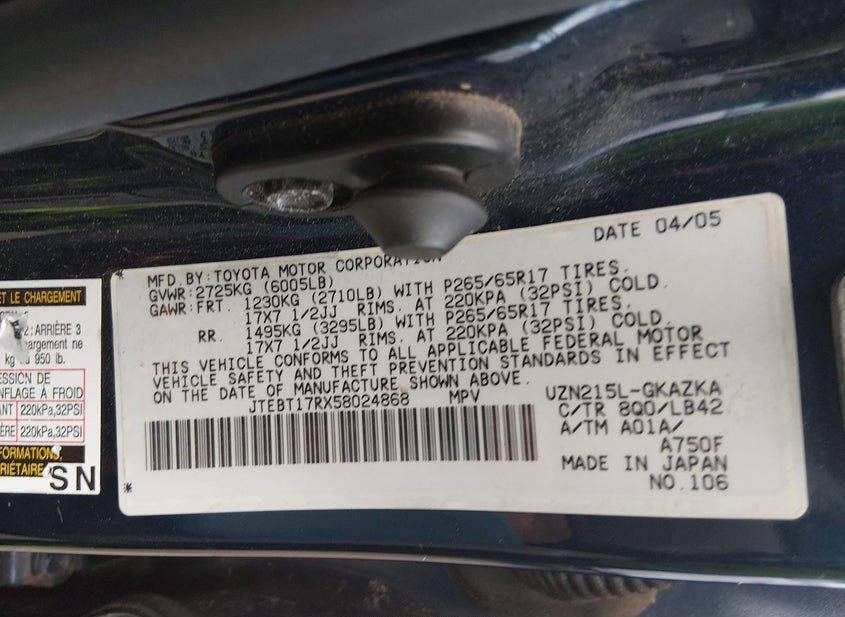 DATE 04/05
MFD.BY:TOYOTA MOTOR CORPORATION
GVWR:2725KG (6005LB)
GAWR:FRT. 1230KG (2710LB) WITH P265/65R17 TIRES,
17X7 1/2JJ RIMS, AT 220KPA (32PSI) COLD.
RR. 1495KG (3295LB) WITH P265/65R17 TIRES,
17X7 1/2JJ RIMS, AT 220KPA (32PSI) COLD.
THIS VEHICLE CONFORMS TO ALL APPLICABLE FEDERAL MOTOR
VEHICLE SAFETY AND THEFT PREVENTION STANDARDS IN EFFECT
ON THE DATE OF MANUFACTURE SHOWN ABOVE.
JTEBT17RX58024868 MPV
UZN215L-GKAZKA
C/TR 8Q0/LB42
A/TM A01A/
A750F
MADE IN JAPAN
NO.106
ET LE CHARGEMENT
2:ARRIÈRE 3
argement ne
kg 950 lb.
ESSION DE
NFLAGE À FROID
ANT 220kPa,32PSI
ÈRE 220kPa,32PSI
FORMATIONS,
RIÉTAIRE
SN